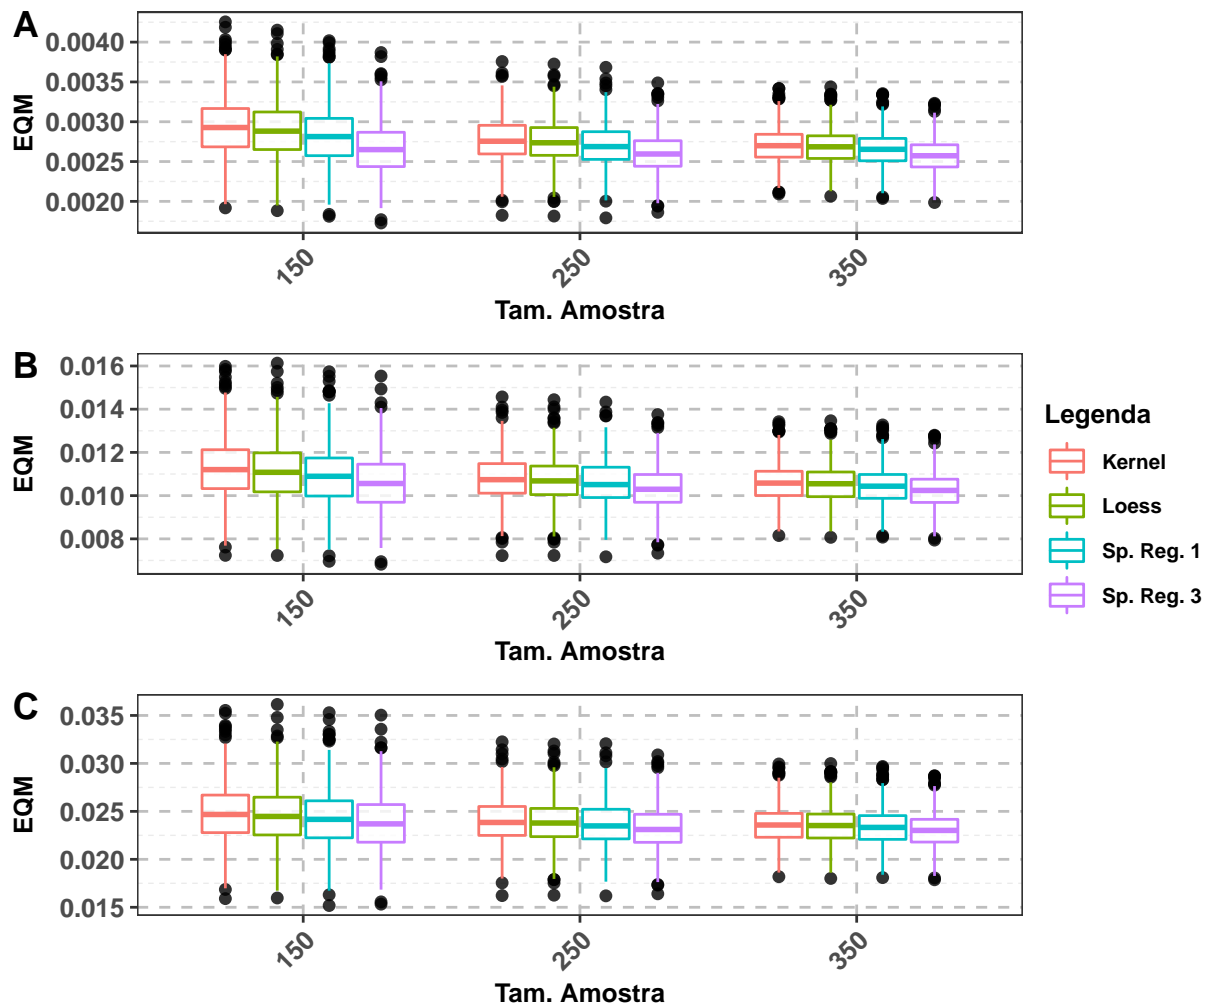 A
EQM
0.0040
0.0035
0.0030
0.0025
0.0020
150
250
350
Tam. Amostra
B
EQM
0.016
0.014
0.012
0.010
0.008
150
250
350
Tam. Amostra
C
EQM
0.035
0.030
0.025
0.020
0.015
150
250
350
Tam. Amostra
Legenda
Kernel
Loess
Sp. Reg. 1
Sp. Reg. 3